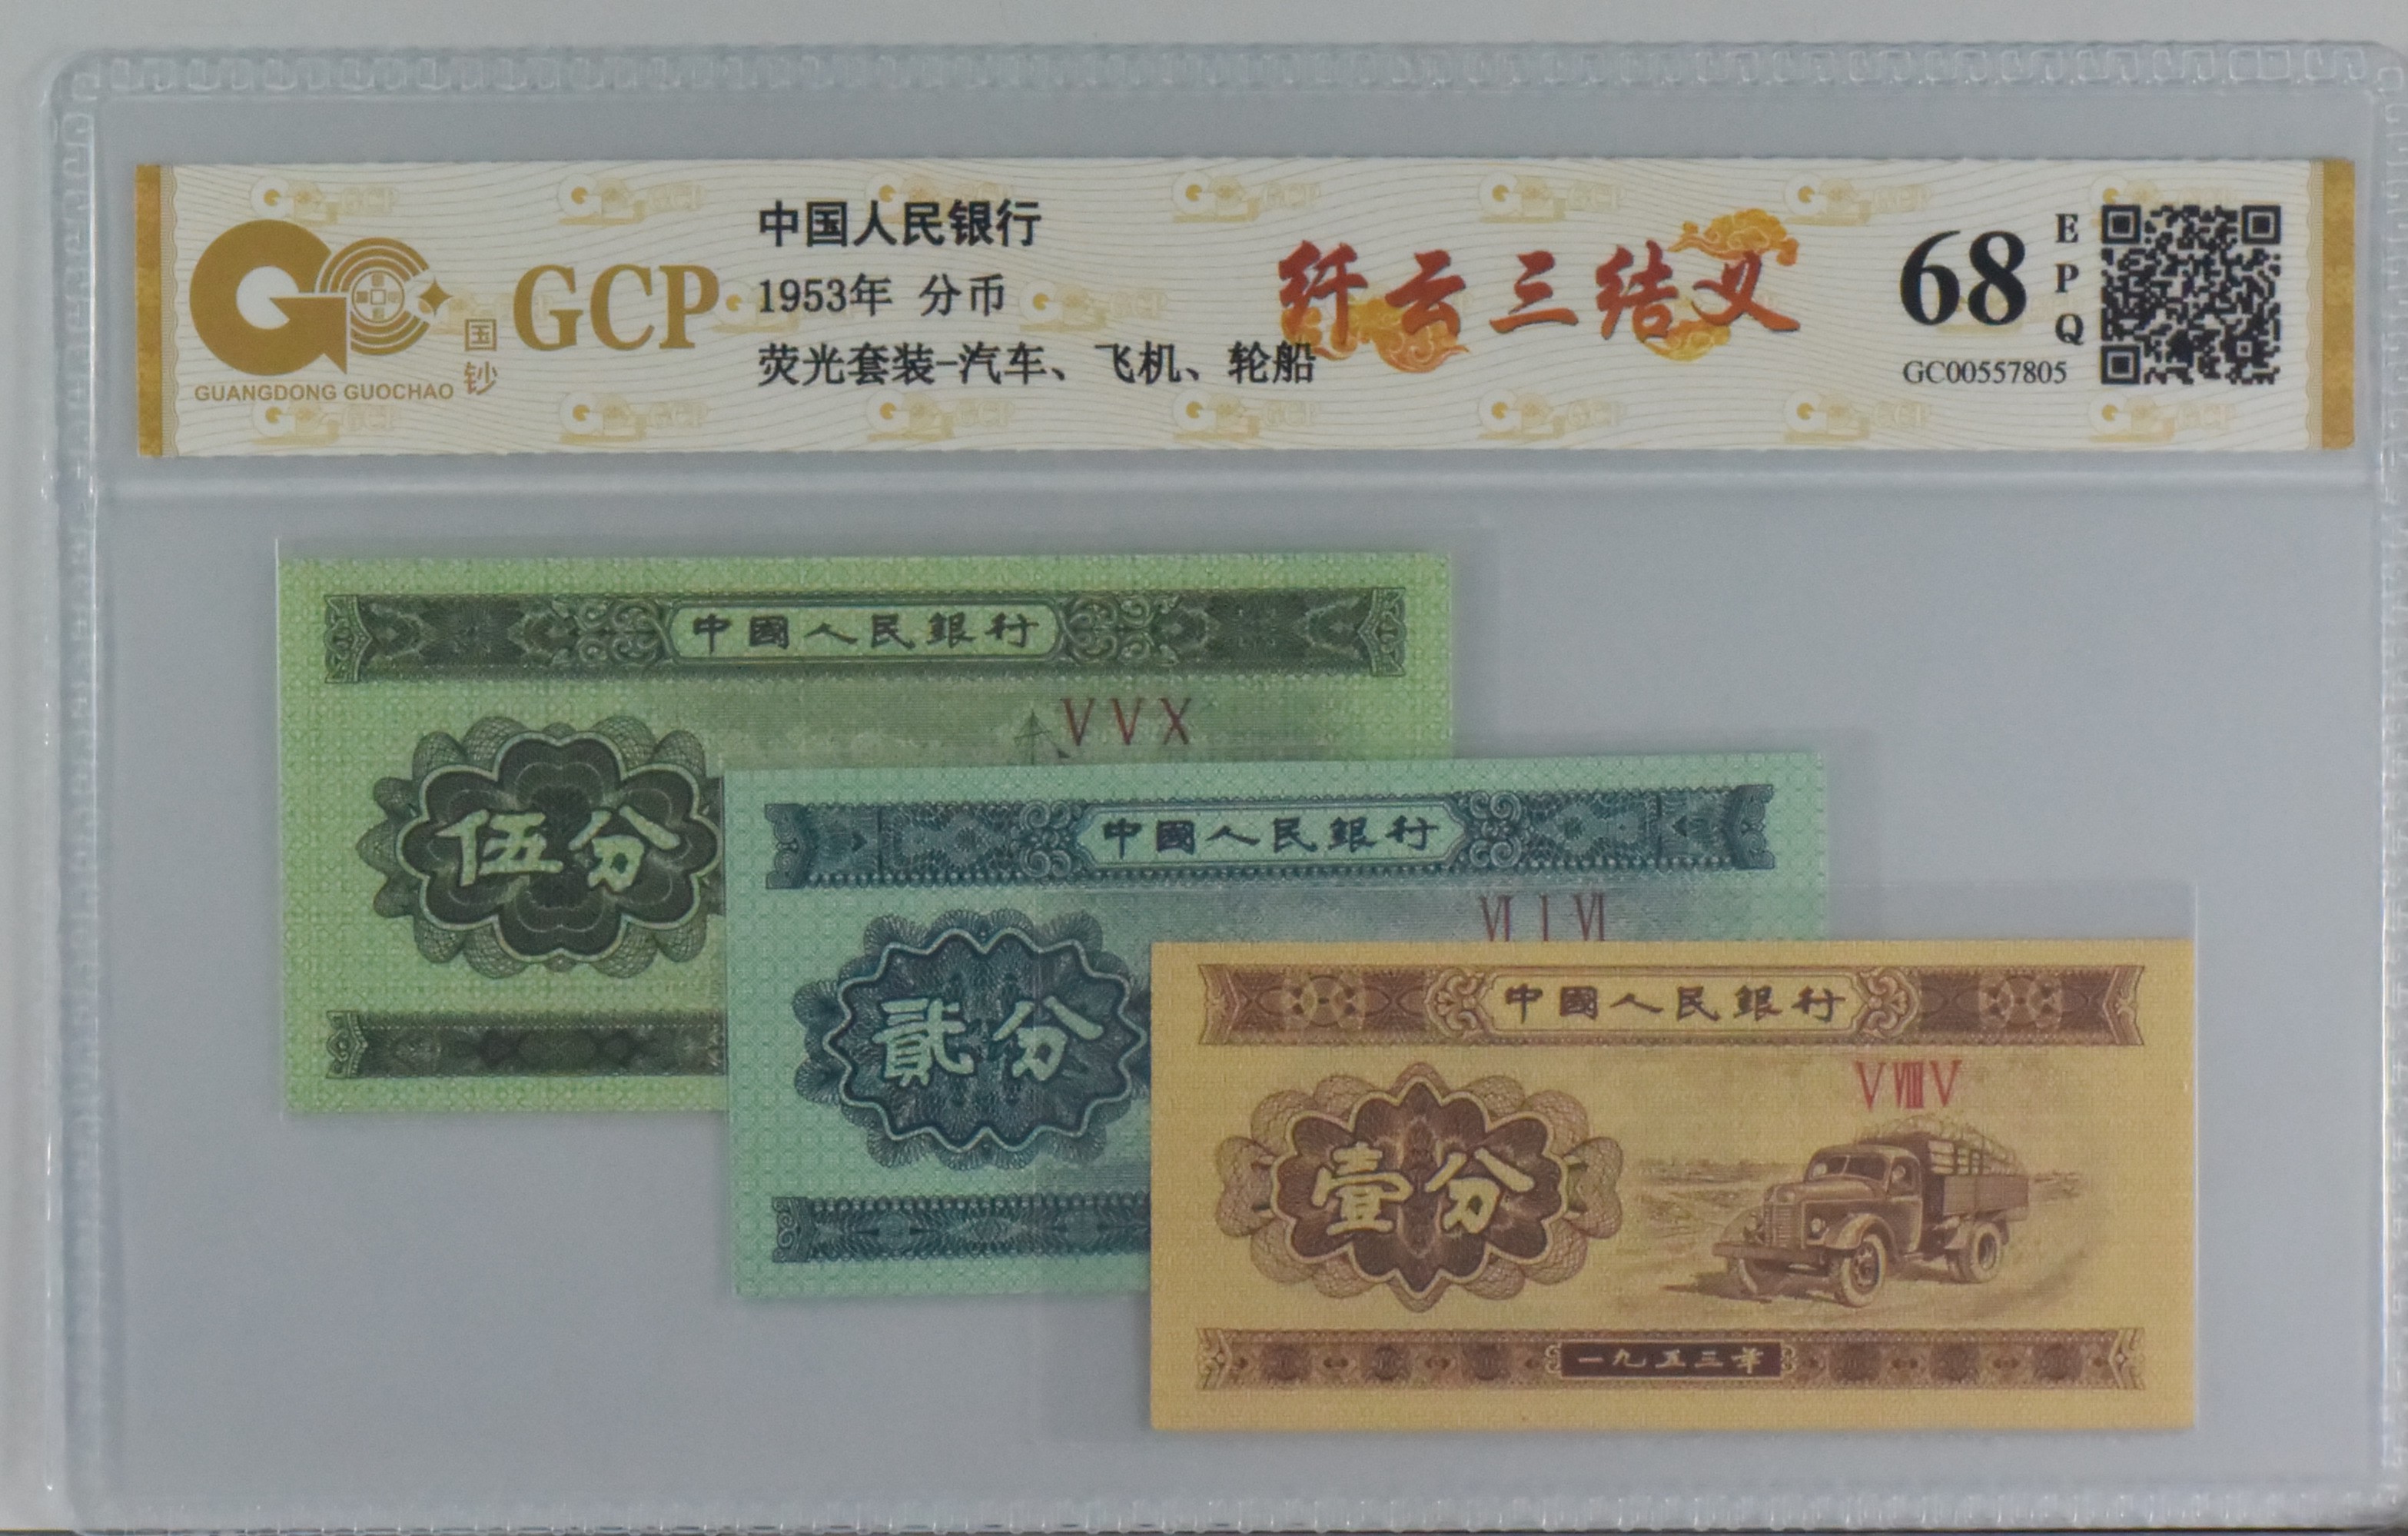 GCP
国钞
GUANGDONG GUOCHAO
中国人民银行
1953年 分币
荧光套装-汽车、飞机、轮船
纤云三结义
68
EPQ
GC00557805
中國人民銀行
V V X
伍分
中國人民銀行
VI I VI
貳分
中國人民銀行
V VIII V
壹分
一九五三年